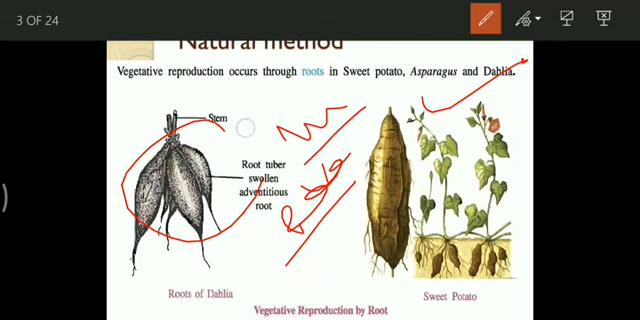 3 OF 24
Natural method
Vegetative reproduction occurs through roots in Sweet potato, Asparagus and Dahlia.
Stem
Root tuber
swollen
adventitious
root
Roots of Dahlia
Sweet Potato
Vegetative Reproduction by Root